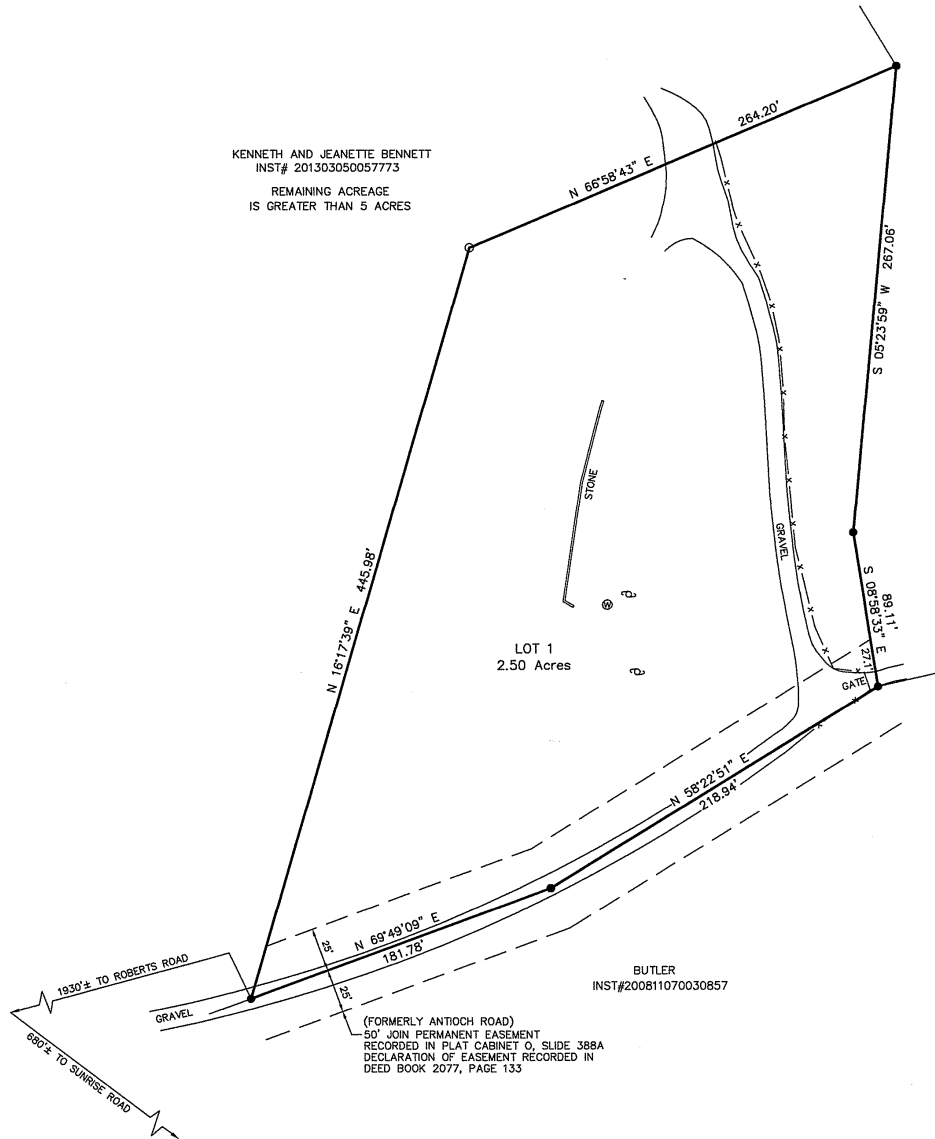 264.20'
N 66°58'43" E
KENNETH AND JEANETTE BENNETT
INST# 201303050057773
REMAINING ACREAGE
IS GREATER THAN 5 ACRES
S 05°23'59" W 267.06'
STONE
GRAVEL
N 16°17'39" E 445.98'
89.11'
S 08°58'33" E
W
LOT 1
2.50 Acres
27.1'
GATE
N 58°22'51" E
218.94'
N 69°49'09" E
181.78'
25'
25'
1930'± TO ROBERTS ROAD
GRAVEL
680'± TO SUNRISE ROAD
BUTLER
INST#200811070030857
(FORMERLY ANTIOCH ROAD)
50' JOIN PERMANENT EASEMENT
RECORDED IN PLAT CABINET O, SLIDE 388A
DECLARATION OF EASEMENT RECORDED IN
DEED BOOK 2077, PAGE 133